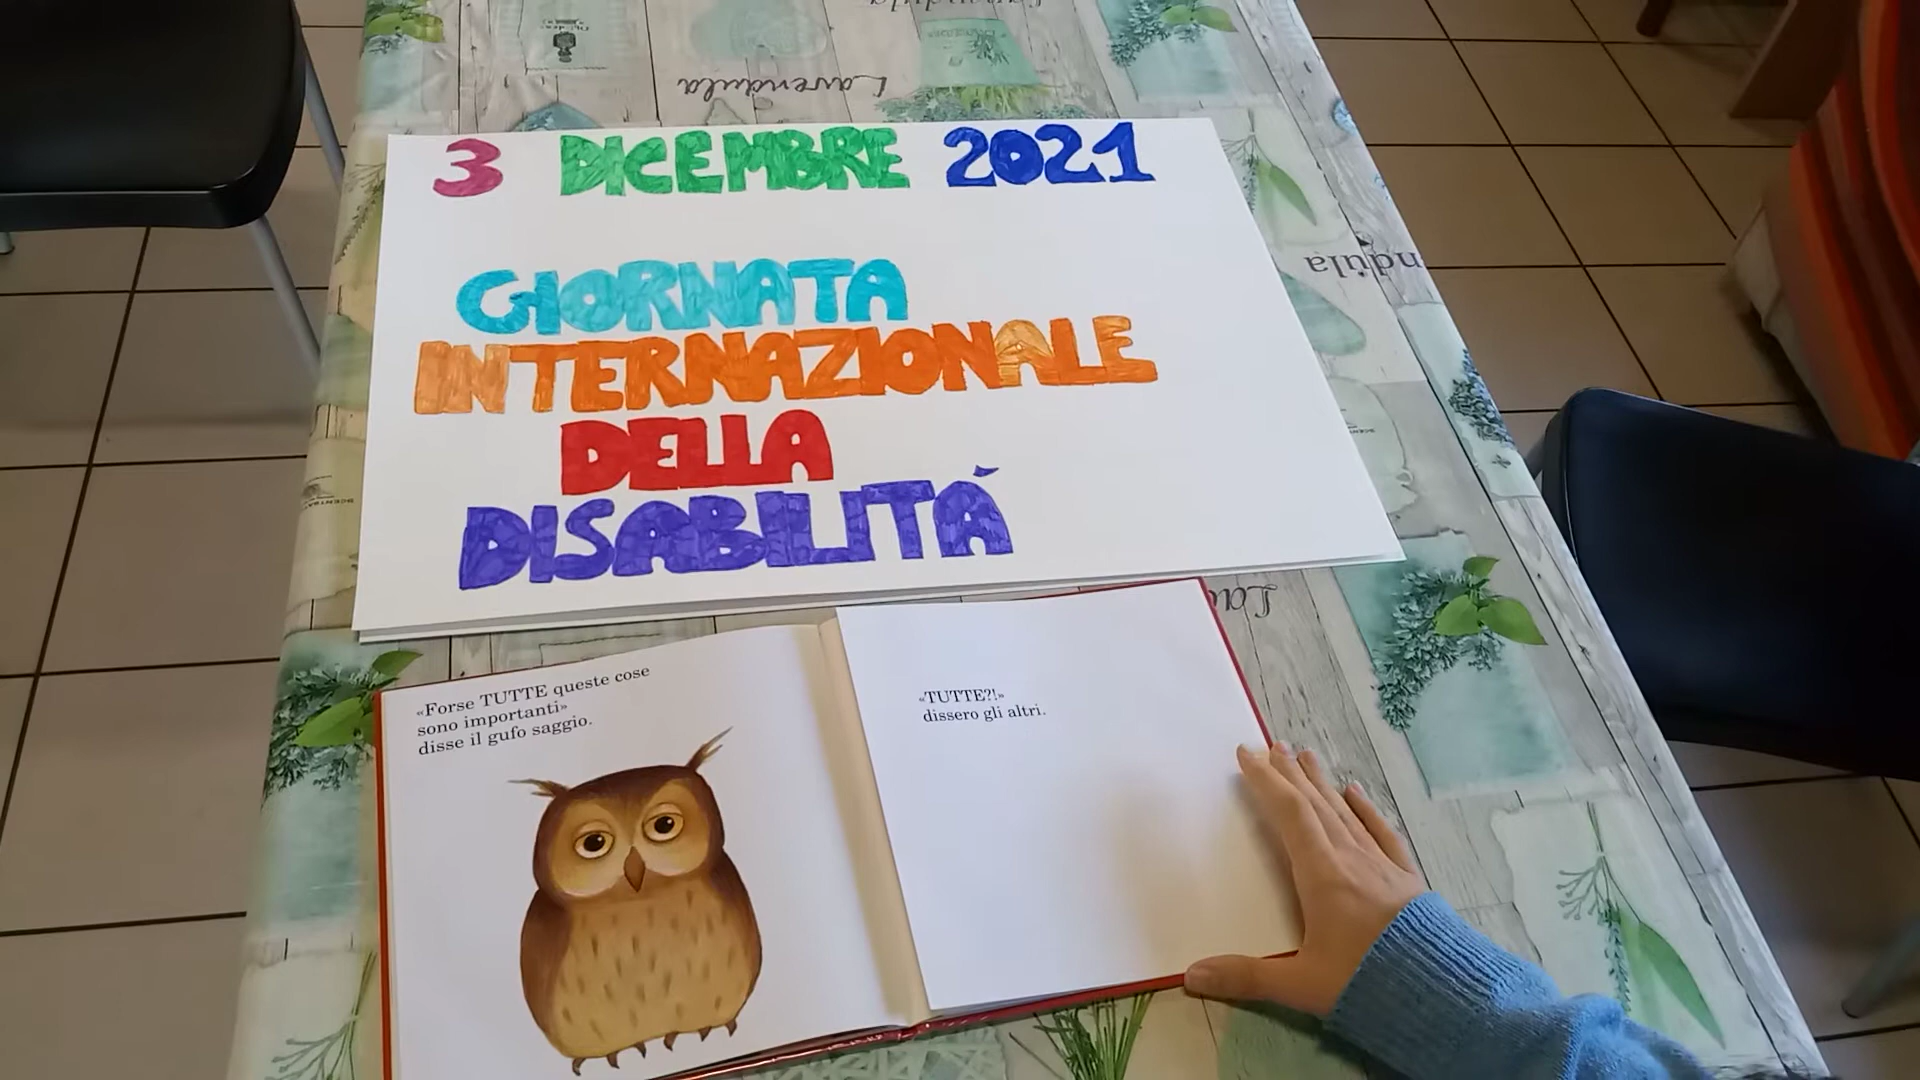 3 DICEMBRE 2021
GIORNATA
INTERNAZIONALE
DELLA
DISABILITÁ
«Forse TUTTE queste cose
sono importanti»
disse il gufo saggio.
«TUTTE?!»
dissero gli altri.
Lavendula